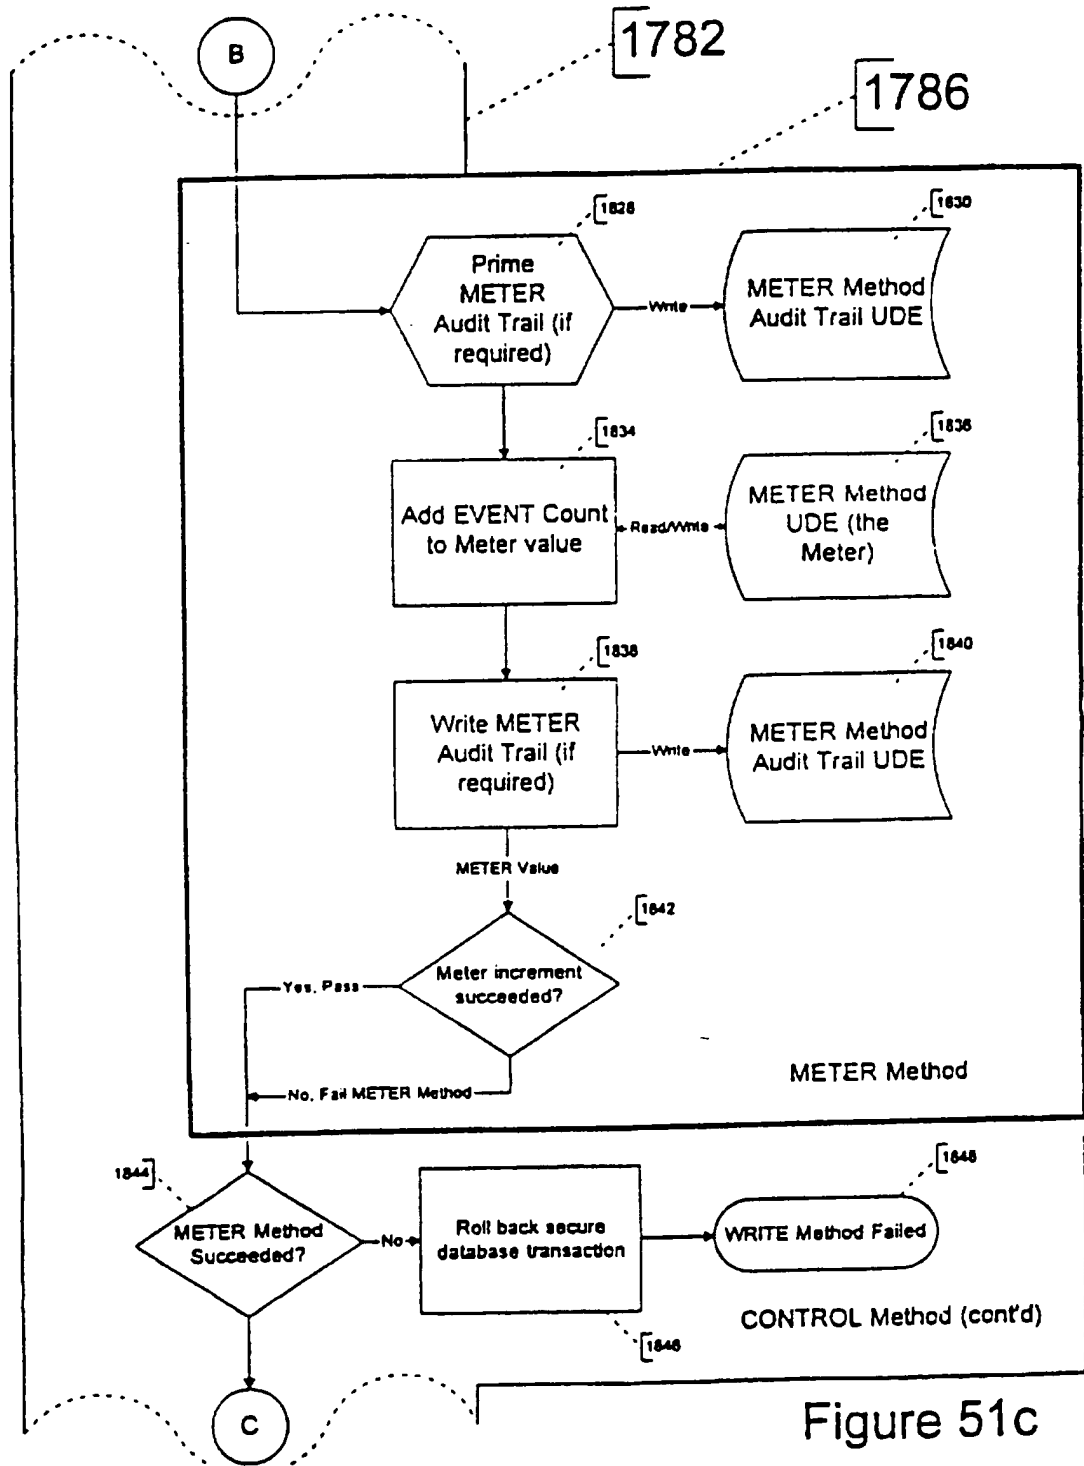 B
1782
1786
1828
1830
Prime
METER
Audit Trail (if
required)
Write
METER Method
Audit Trail UDE
1834
1836
Add EVENT Count
to Meter value
Read/Write
METER Method
UDE (the
Meter)
1838
1840
Write METER
Audit Trail (if
required)
Write
METER Method
Audit Trail UDE
METER Value
1842
Meter increment
succeeded?
Yes, Pass
No, Fail METER Method
METER Method
1844
1848
METER Method
Succeeded?
No
Roll back secure
database transaction
WRITE Method Failed
1846
CONTROL Method (cont'd)
C
Figure 51c